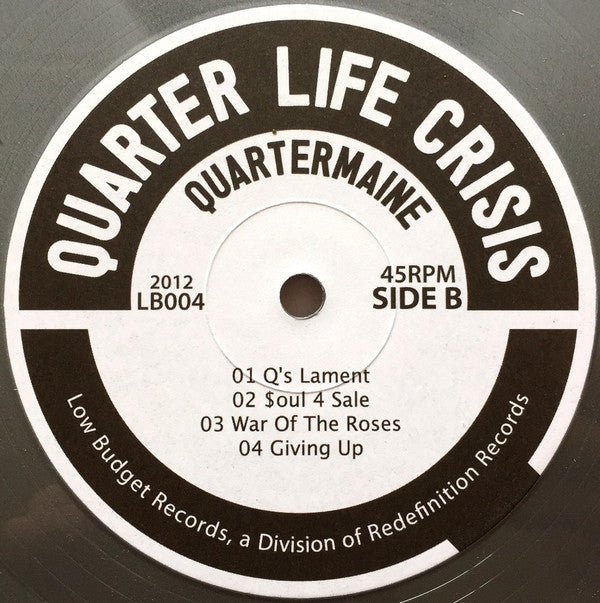 QUARTER LIFE CRISIS
QUARTERMAINE
2012
LB004
45RPM
SIDE B
01 Q's Lament
02 $oul 4 Sale
03 War Of The Roses
04 Giving Up
Low Budget Records, a Division of Redefinition Records